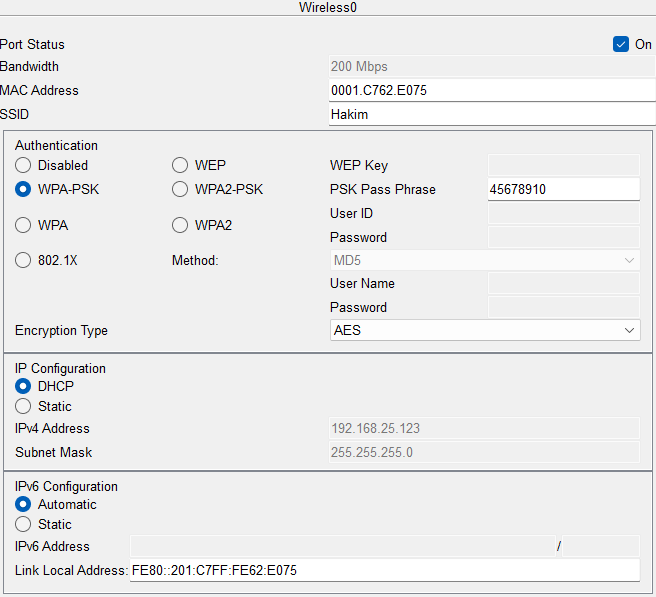 Wireless0
Port Status On
Bandwidth 200 Mbps
MAC Address 0001.C762.E075
SSID Hakim
Authentication
Disabled WEP WEP Key
WPA-PSK WPA2-PSK PSK Pass Phrase 45678910
User ID
WPA WPA2 Password
802.1X Method: MD5
User Name
Password
Encryption Type AES
IP Configuration
DHCP
Static
IPv4 Address 192.168.25.123
Subnet Mask 255.255.255.0
IPv6 Configuration
Automatic
Static
IPv6 Address /
Link Local Address: FE80::201:C7FF:FE62:E075